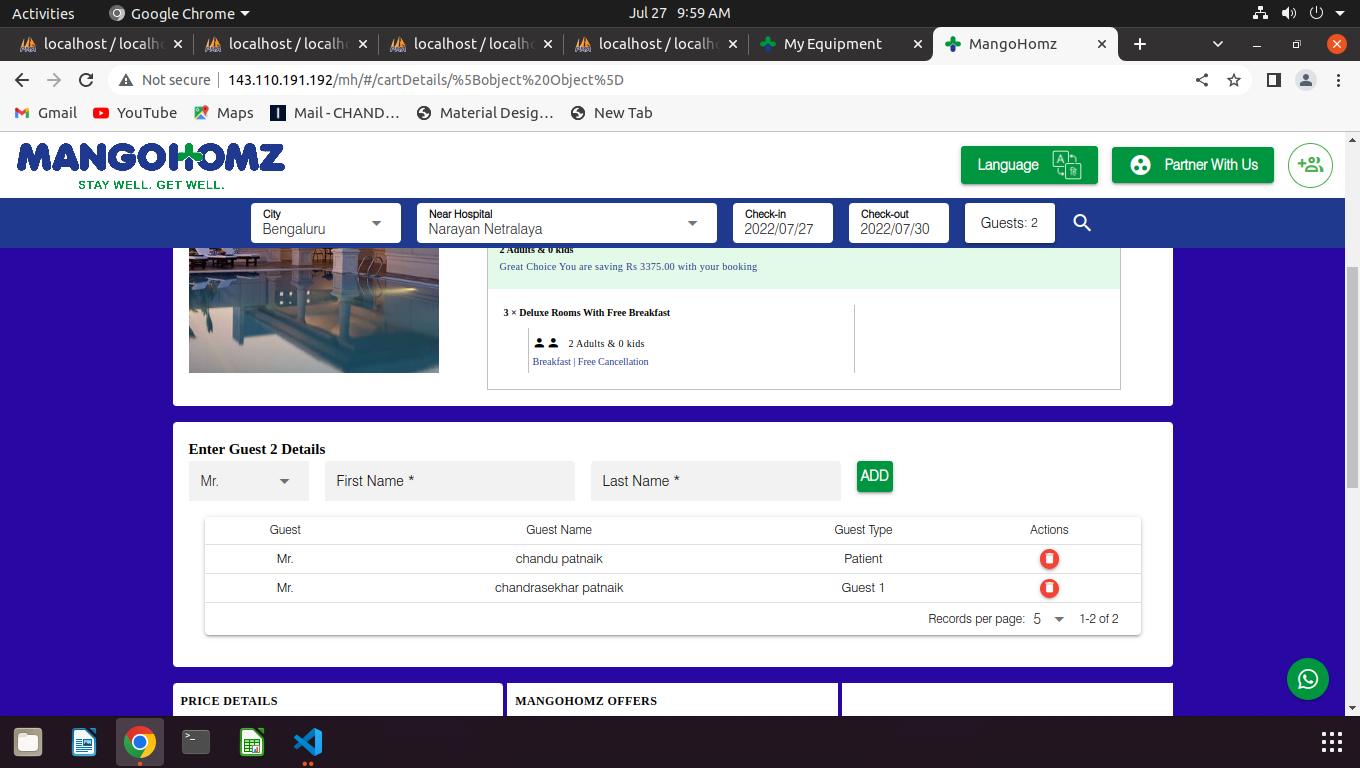 Activities Google Chrome Jul 27 9:59 AM
localhost / localh localhost / localh localhost / localh localhost / localh My Equipment MangoHomz
Not secure 143.110.191.192/mh/#/cartDetails/%5Bobject%20Object%5D
Gmail YouTube Maps Mail - CHAND... Material Desig... New Tab
MANGOHOMZ
STAY WELL. GET WELL.
Language Partner With Us
City Near Hospital Check-in Check-out
Bengaluru Narayan Netralaya 2022/07/27 2022/07/30 Guests: 2
2 Adults & 0 kids
Great Choice You are saving Rs 3375.00 with your booking
3 × Deluxe Rooms With Free Breakfast
2 Adults & 0 kids
Breakfast | Free Cancellation
Enter Guest 2 Details
Mr. First Name * Last Name * ADD
Guest Guest Name Guest Type Actions
Mr. chandu patnaik Patient
Mr. chandrasekhar patnaik Guest 1
Records per page: 5 1-2 of 2
PRICE DETAILS MANGOHOMZ OFFERS